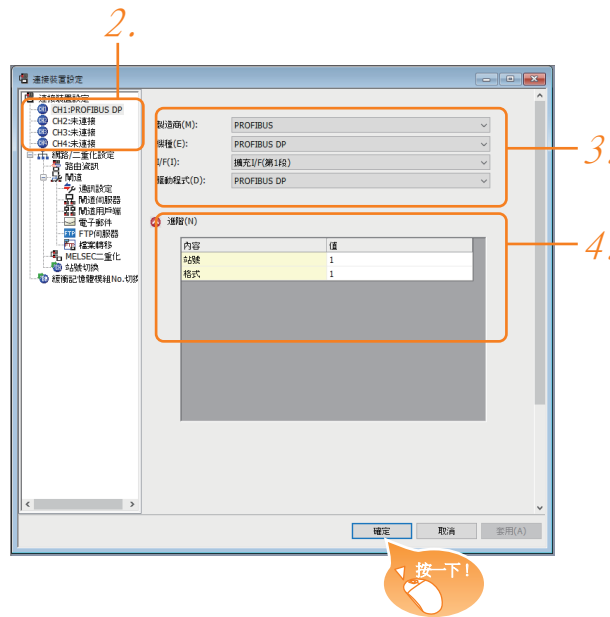 2.
連接裝置設定
連接裝置設定
CH1:PROFIBUS DP
CH2:未連接
CH3:未連接
CH4:未連接
網路/二重化設定
路由資訊
閘道
通訊設定
閘道伺服器
閘道用戶端
電子郵件
FTP伺服器
檔案轉移
MELSEC二重化
站號切換
緩衝記憶體模組No.切換
製造商(M): PROFIBUS
機種(E): PROFIBUS DP
I/F(I): 擴充I/F(第1段)
驅動程式(D): PROFIBUS DP
3.
進階(N)
內容 值
站號 1
格式 1
4.
確定 取消 套用(A)
按一下!